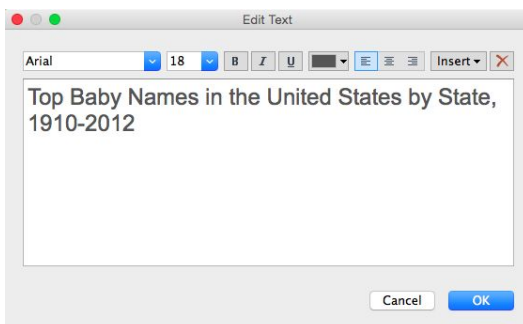 Edit Text
Arial 18 B I U Insert
Top Baby Names in the United States by State,
1910-2012
Cancel OK